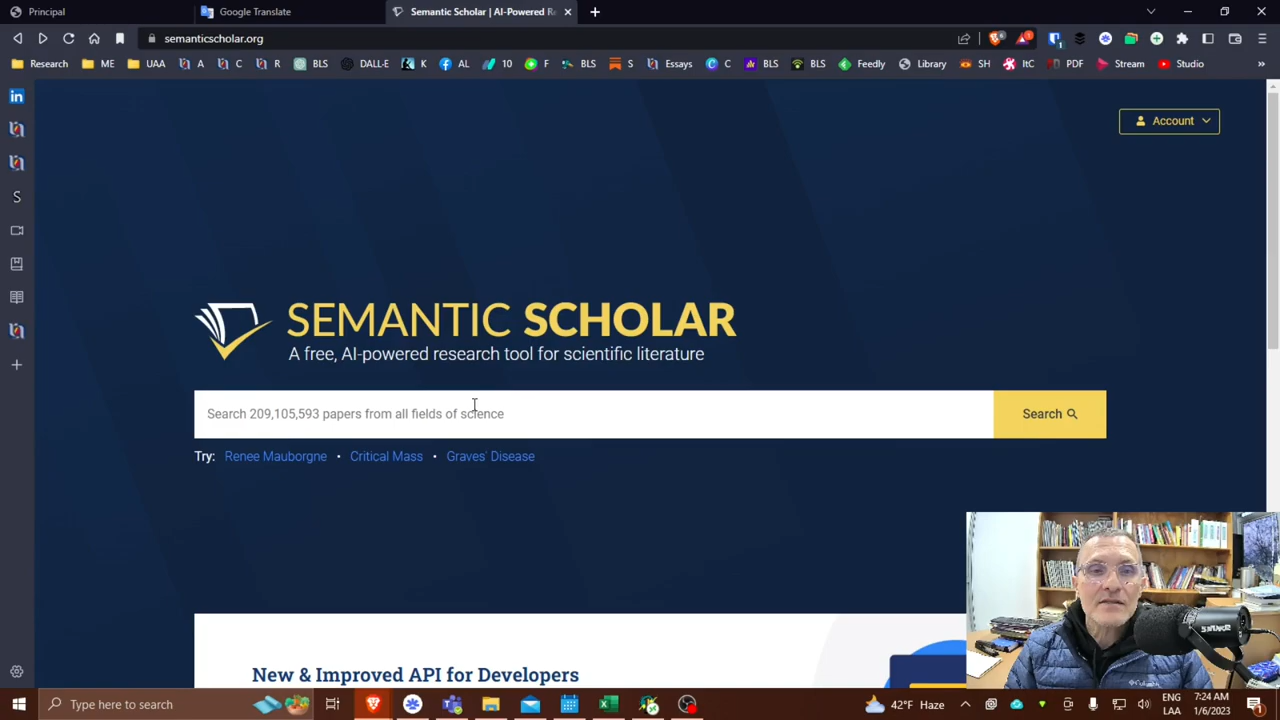 Principal
Google Translate
Semantic Scholar | AI-Powered Re
semanticscholar.org
Research
ME
UAA
A
C
R
BLS
DALL-E
K
AL
10
F
BLS
S
Essays
C
BLS
BLS
Feedly
Library
SH
ItC
PDF
Stream
Studio
S
Account
SEMANTIC SCHOLAR
A free, AI-powered research tool for scientific literature
Search 209,105,593 papers from all fields of science
Search
Try: Renee Mauborgne • Critical Mass • Graves' Disease
New & Improved API for Developers
Type here to search
42°F Haze
ENG
LAA
7:24 AM
1/6/2023